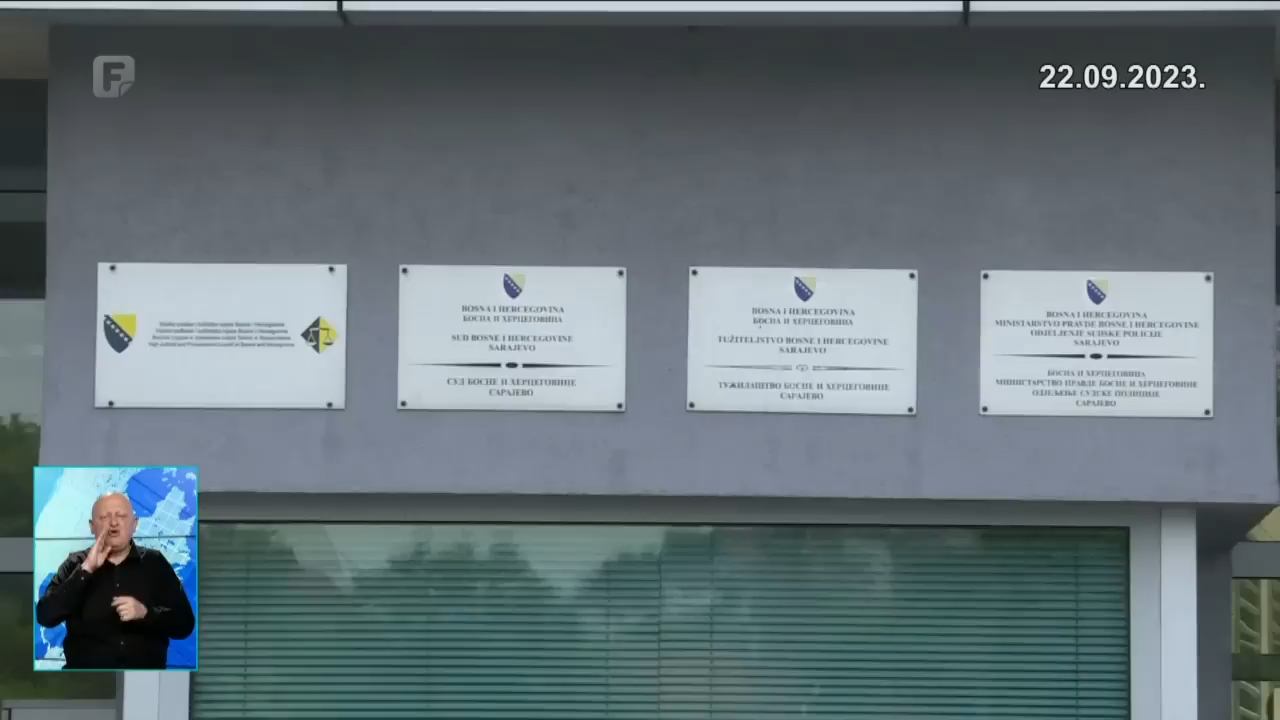 F
22.09.2023.
BOSNA I HERCEGOVINA
БОСНА И ХЕРЦЕГОВИНА
SUD BOSNE I HERCEGOVINE
SARAJEVO
СУД БОСНЕ И ХЕРЦЕГОВИНЕ
САРАЈЕВО
BOSNA I HERCEGOVINA
БОСНА И ХЕРЦЕГОВИНА
TUŽITELJSTVO BOSNE I HERCEGOVINE
SARAJEVO
ТУЖИЛАШТВО БОСНЕ И ХЕРЦЕГОВИНЕ
САРАЈЕВО
BOSNA I HERCEGOVINA
MINISTARSTVO PRAVDE BOSNE I HERCEGOVINE
ODJELJENJE SUDSKE POLICIJE
SARAJEVO
БОСНА И ХЕРЦЕГОВИНА
МИНИСТАРСТВО ПРАВДЕ БОСНЕ И ХЕРЦЕГОВИНЕ
ОДЈЕЉЕЊЕ СУДСКЕ ПОЛИЦИЈЕ
САРАЈЕВО